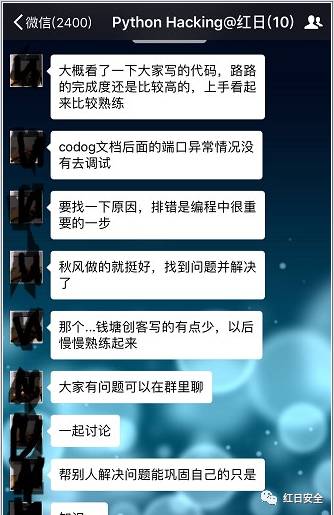 微信(2400)
Python Hacking@红日(10)
大概看了一下大家写的代码，路路
的完成度还是比较高的，上手看起
来比较熟练
codog文档后面的端口异常情况没
有去调试
要找一下原因，排错是编程中很重
要的一步
秋风做的就挺好，找到问题并解决
了
那个...钱塘创客写的有点少，以后
慢慢熟练起来
大家有问题可以在群里聊
一起讨论
帮别人解决问题能巩固自己的只是
红日安全